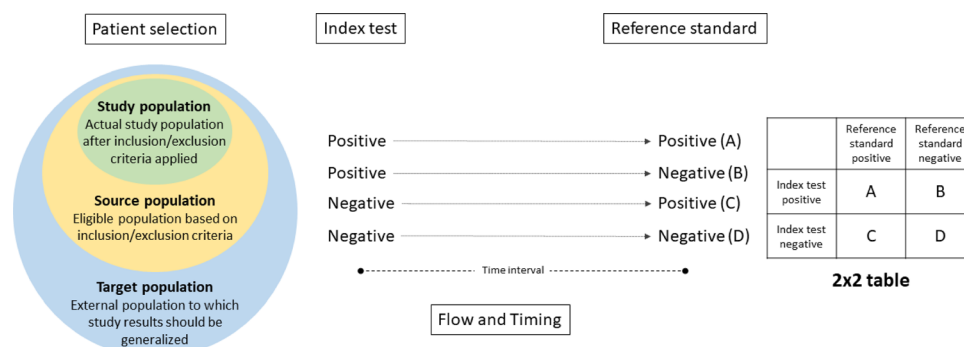 Patient selection
Index test
Reference standard
Study population
Actual study population
after inclusion/exclusion
criteria applied
Source population
Eligible population based on
inclusion/exclusion criteria
Target population
External population to which
study results should be
generalized
Positive
Positive (A)
Positive
Negative (B)
Negative
Positive (C)
Negative
Negative (D)
Time interval
Flow and Timing
Reference
standard
positive
Reference
standard
negative
Index test
positive
A
B
Index test
negative
C
D
2x2 table